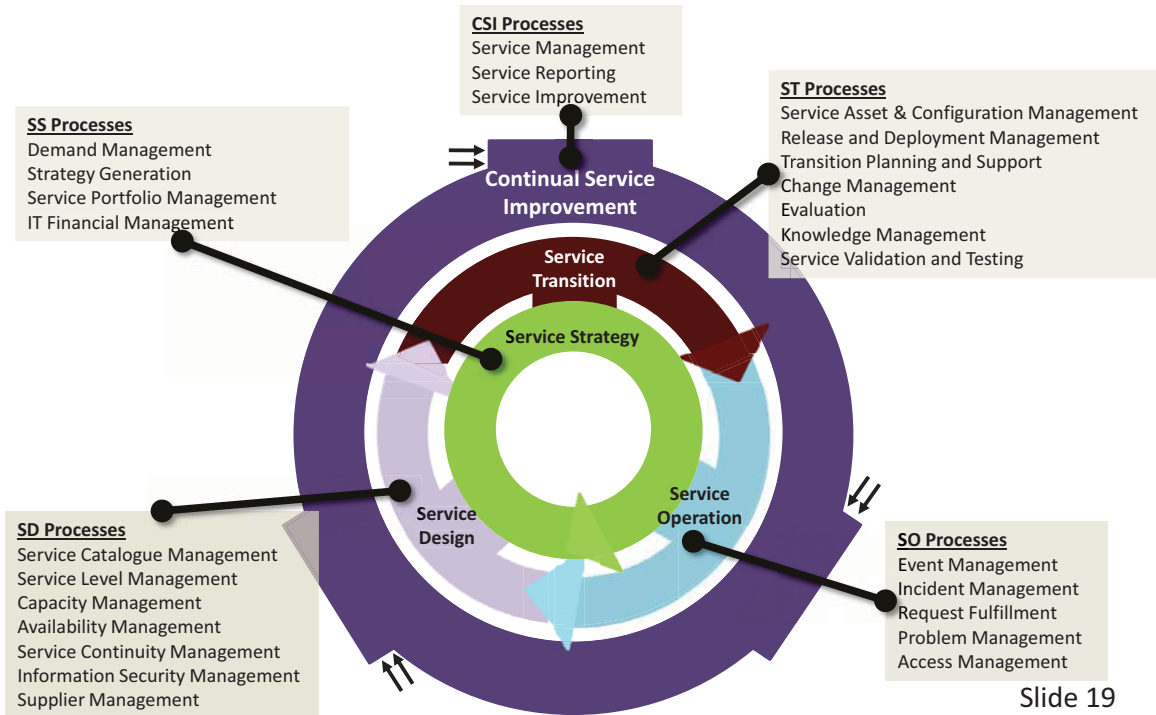 CSI Processes
Service Management
Service Reporting
Service Improvement
SS Processes
Demand Management
Strategy Generation
Service Portfolio Management
IT Financial Management
ST Processes
Service Asset & Configuration Management
Release and Deployment Management
Transition Planning and Support
Change Management
Evaluation
Knowledge Management
Service Validation and Testing
Continual Service
Improvement
Service
Transition
Service Strategy
Service
Design
Service
Operation
SD Processes
Service Catalogue Management
Service Level Management
Capacity Management
Availability Management
Service Continuity Management
Information Security Management
Supplier Management
SO Processes
Event Management
Incident Management
Request Fulfillment
Problem Management
Access Management
Slide 19